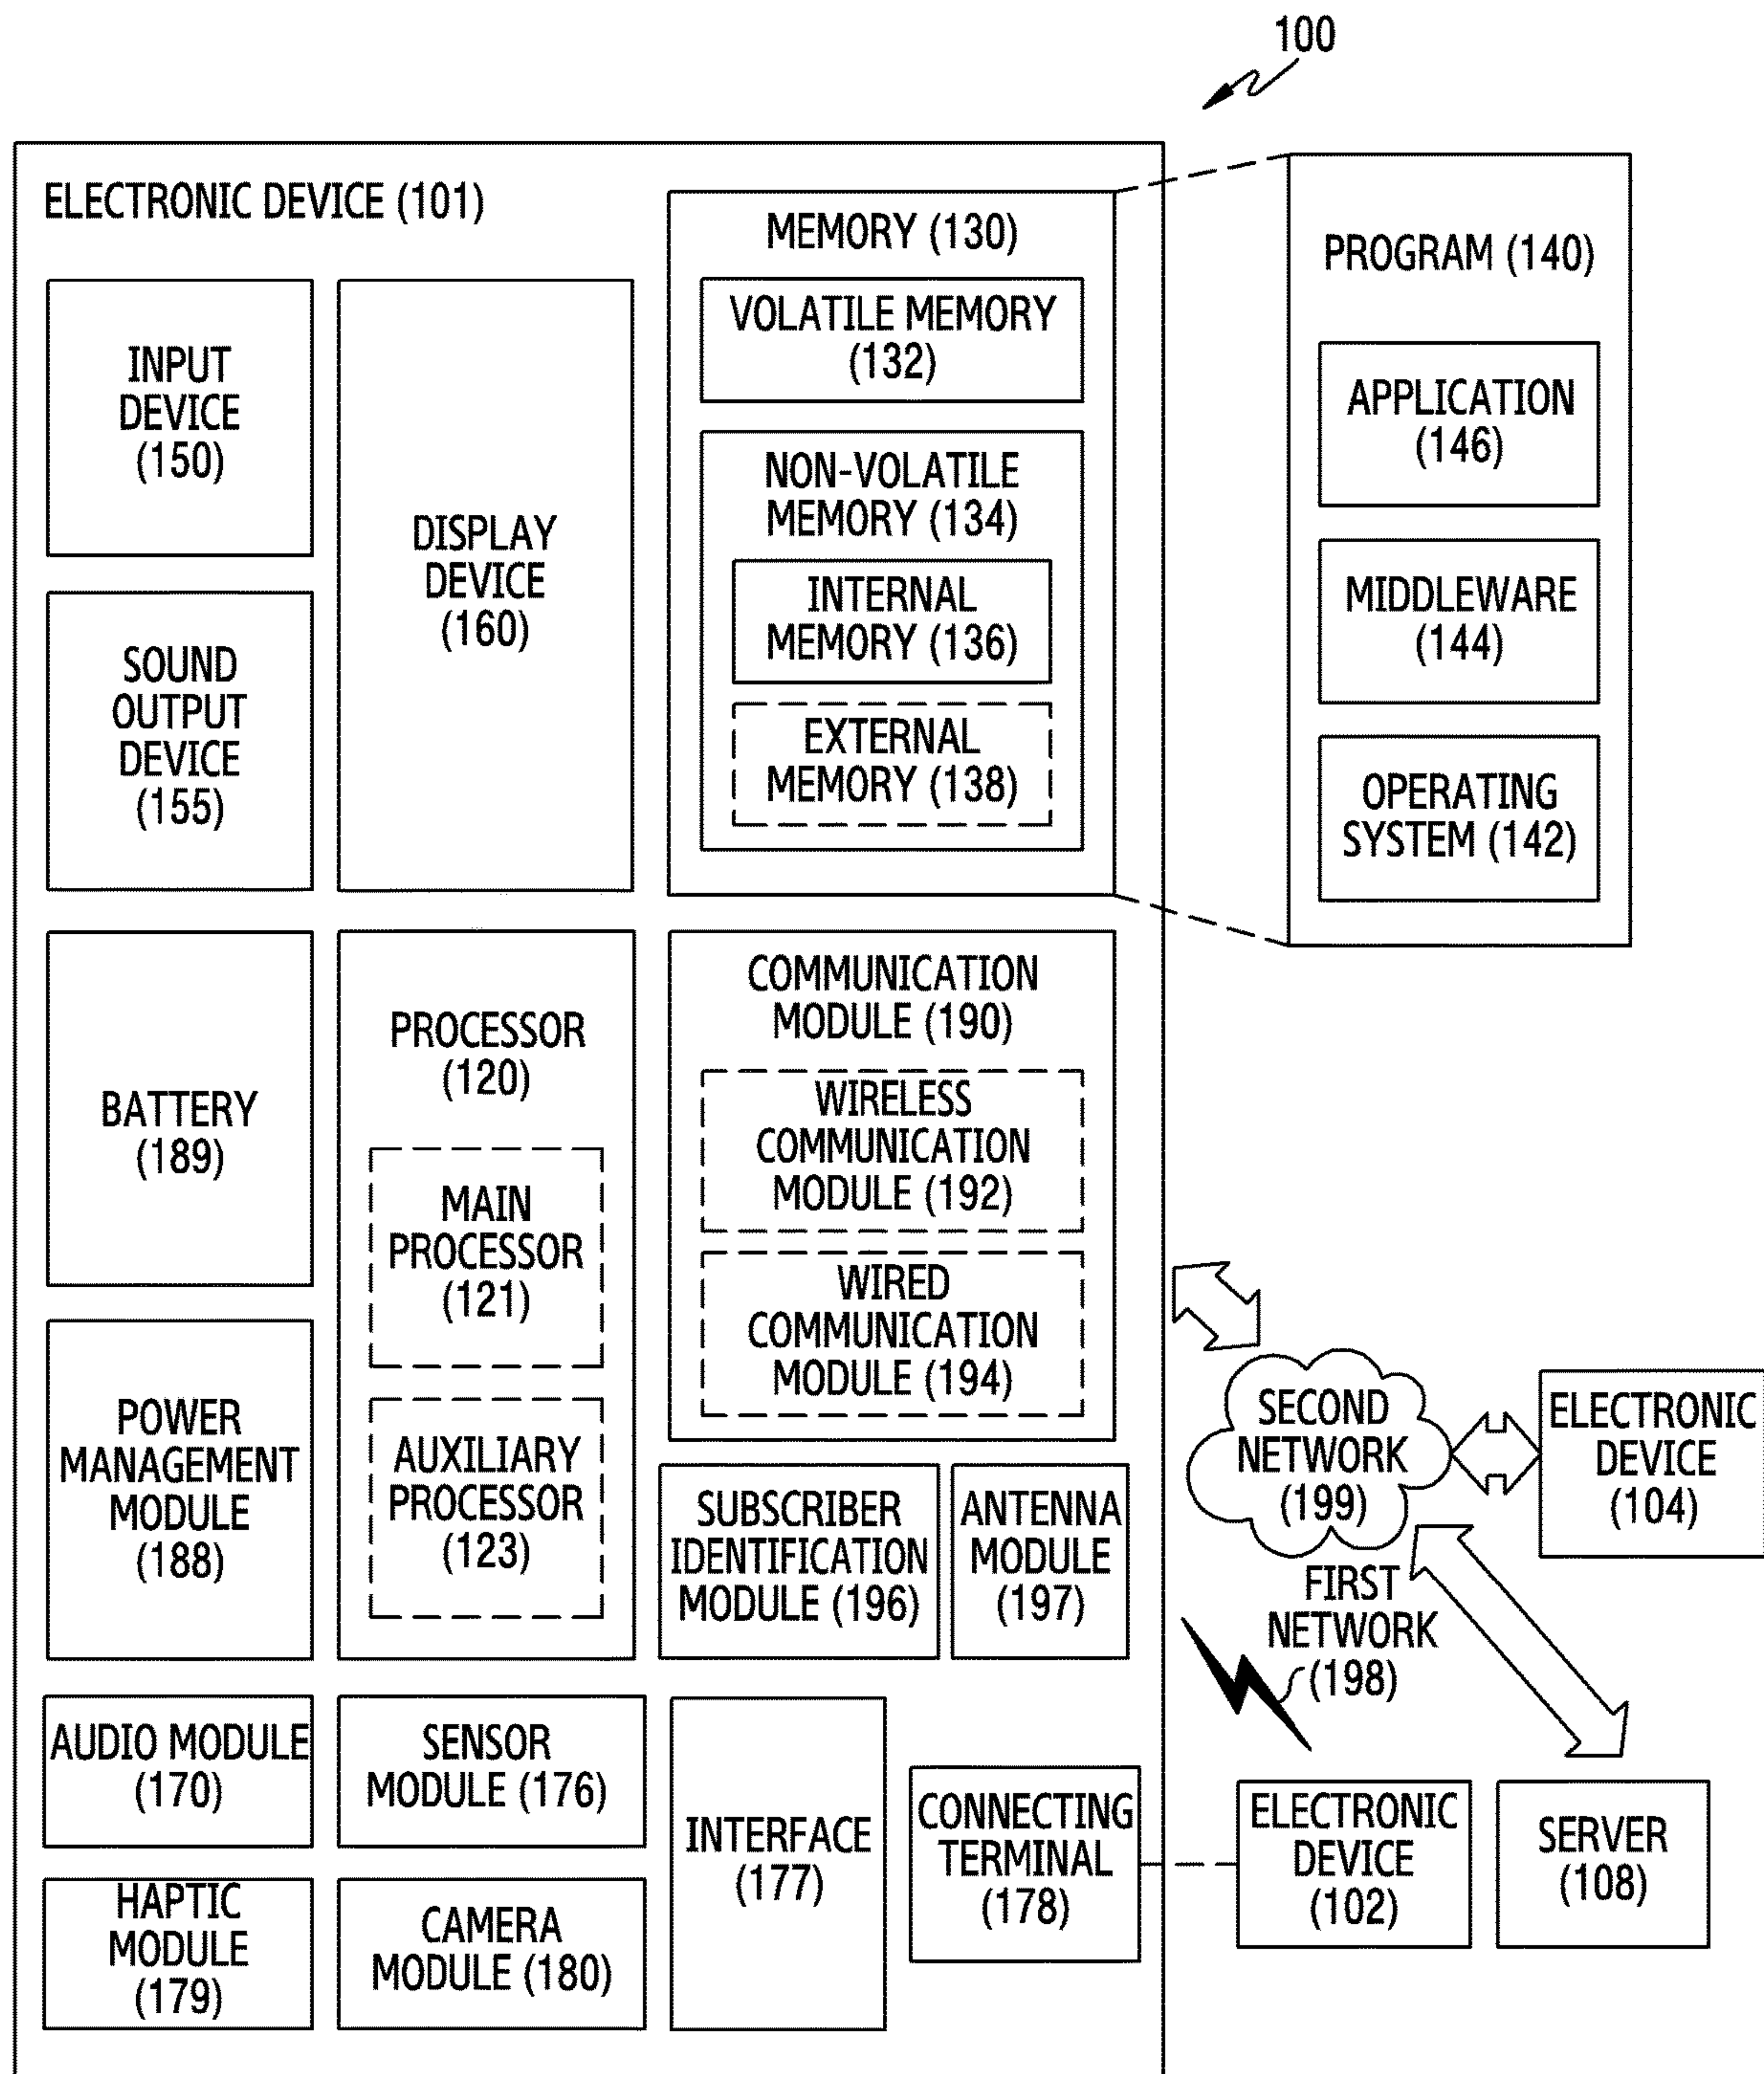 100
ELECTRONIC DEVICE (101)
INPUT
DEVICE
(150)
SOUND
OUTPUT
DEVICE
(155)
DISPLAY
DEVICE
(160)
MEMORY (130)
VOLATILE MEMORY
(132)
NON-VOLATILE
MEMORY (134)
INTERNAL
MEMORY (136)
EXTERNAL
MEMORY (138)
PROGRAM (140)
APPLICATION
(146)
MIDDLEWARE
(144)
OPERATING
SYSTEM (142)
BATTERY
(189)
POWER
MANAGEMENT
MODULE
(188)
PROCESSOR
(120)
MAIN
PROCESSOR
(121)
AUXILIARY
PROCESSOR
(123)
COMMUNICATION
MODULE (190)
WIRELESS
COMMUNICATION
MODULE (192)
WIRED
COMMUNICATION
MODULE (194)
SUBSCRIBER
IDENTIFICATION
MODULE (196)
ANTENNA
MODULE
(197)
SECOND
NETWORK
(199)
ELECTRONIC
DEVICE
(104)
FIRST
NETWORK
(198)
AUDIO MODULE
(170)
SENSOR
MODULE (176)
HAPTIC
MODULE
(179)
CAMERA
MODULE (180)
INTERFACE
(177)
CONNECTING
TERMINAL
(178)
ELECTRONIC
DEVICE
(102)
SERVER
(108)